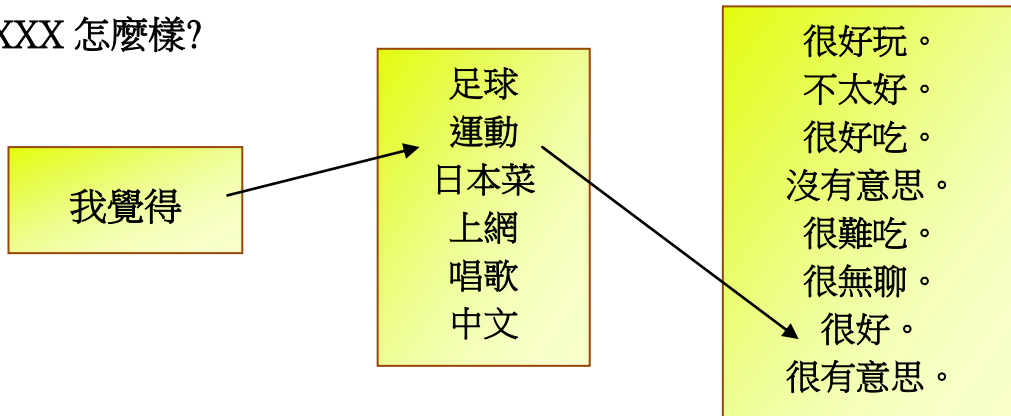 XXX 怎麼樣?
我覺得
足球
運動
日本菜
上網
唱歌
中文
很好玩。
不太好。
很好吃。
沒有意思。
很難吃。
很無聊。
很好。
很有意思。